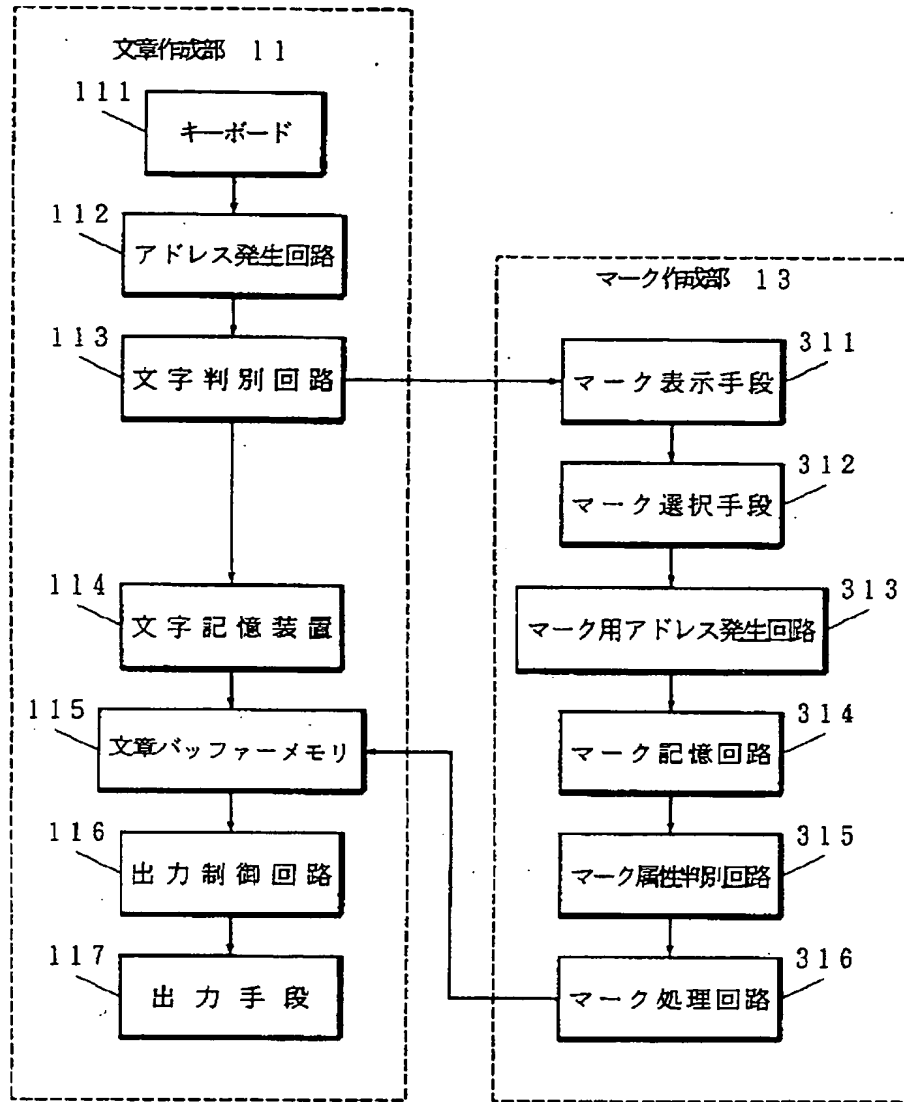 文章作成部 11
111
キーボード
112
アドレス発生回路
113
文字判別回路
114
文字記憶装置
115
文章バッファーメモリ
116
出力制御回路
117
出力手段
マーク作成部 13
311
マーク表示手段
312
マーク選択手段
313
マーク用アドレス発生回路
314
マーク記憶回路
315
マーク属性判別回路
316
マーク処理回路